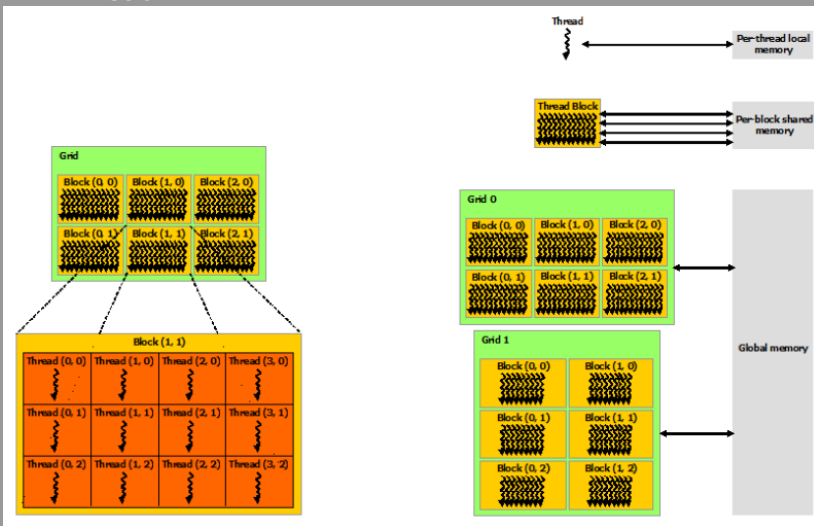 Grid
Block (0, 0) Block (1, 0) Block (2, 0)
Block (0, 1) Block (1, 1) Block (2, 1)
Block (1, 1)
Thread (0, 0) Thread (1, 0) Thread (2, 0) Thread (3, 0)
Thread (0, 1) Thread (1, 1) Thread (2, 1) Thread (3, 1)
Thread (0, 2) Thread (1, 2) Thread (2, 2) Thread (3, 2)
Thread
Per-thread local
memory
Thread Block
Per-block shared
memory
Grid 0
Block (0, 0) Block (1, 0) Block (2, 0)
Block (0, 1) Block (1, 1) Block (2, 1)
Grid 1
Block (0, 0) Block (1, 0)
Block (0, 1) Block (1, 1)
Block (0, 2) Block (1, 2)
Global memory